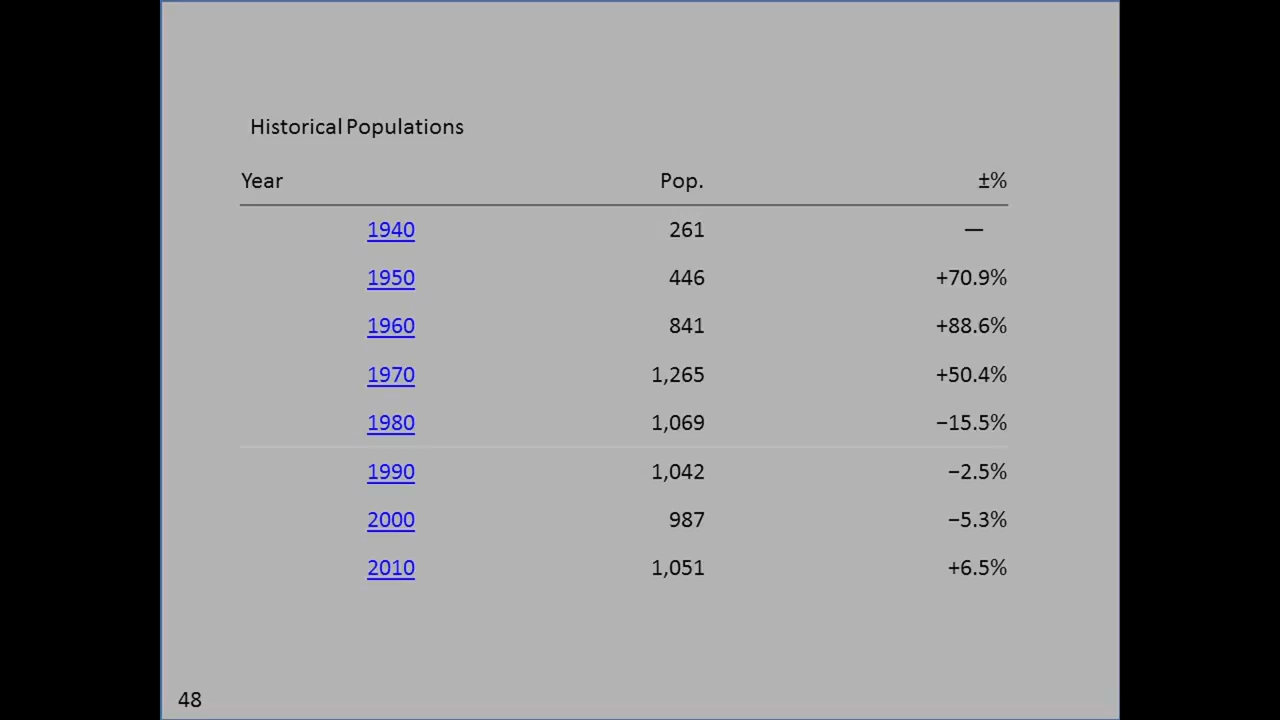 Historical Populations
Year Pop. ±%
1940 261 —
1950 446 +70.9%
1960 841 +88.6%
1970 1,265 +50.4%
1980 1,069 −15.5%
1990 1,042 −2.5%
2000 987 −5.3%
2010 1,051 +6.5%
48